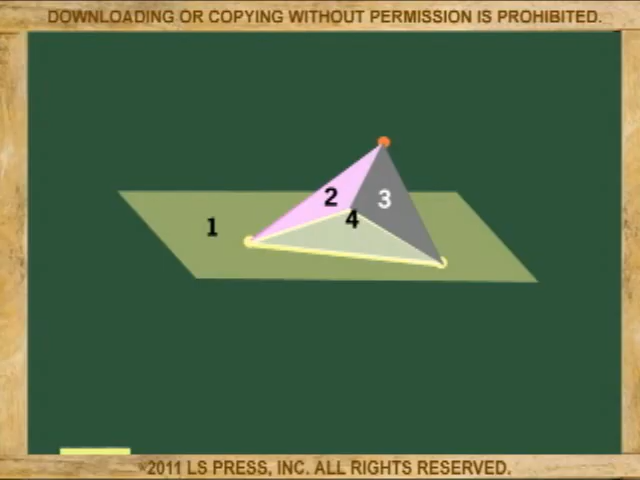 DOWNLOADING OR COPYING WITHOUT PERMISSION IS PROHIBITED.
2
3
4
1
©2011 LS PRESS, INC. ALL RIGHTS RESERVED.